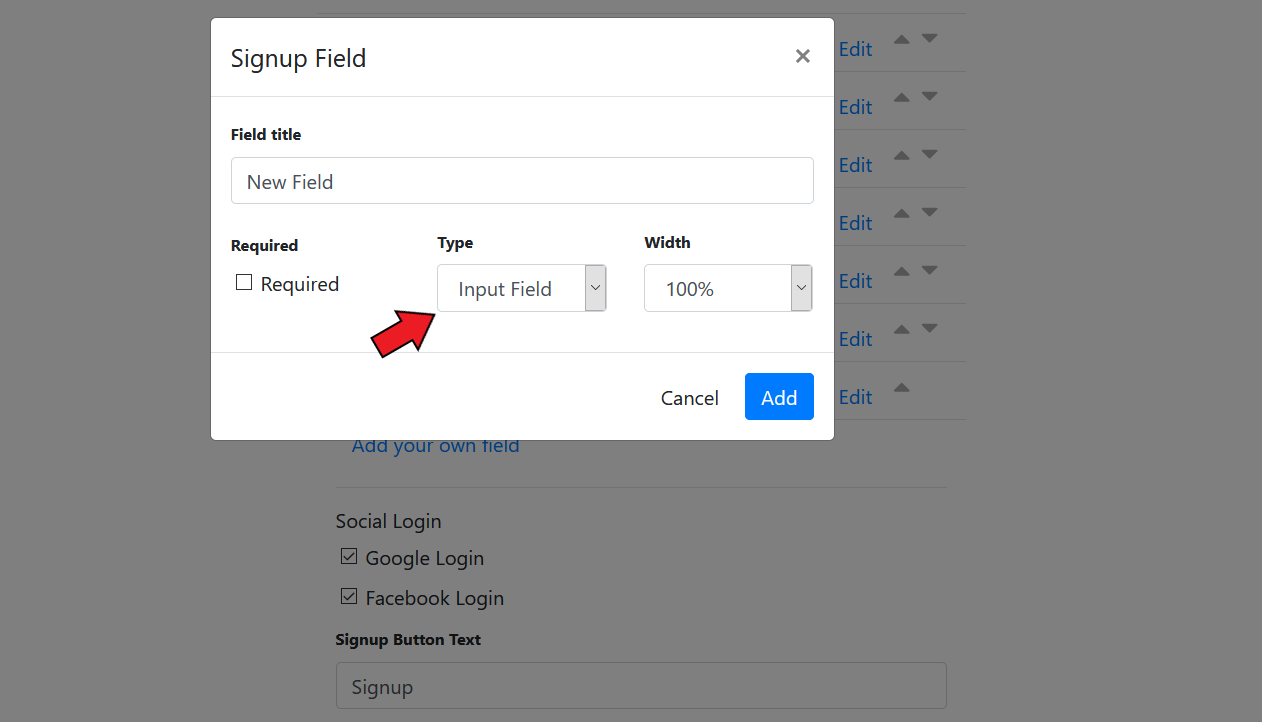 Signup Field
×
Field title
New Field
Required
Type
Width
Required
Input Field
100%
Cancel
Add
Edit
Edit
Edit
Edit
Edit
Edit
Edit
Add your own field
Social Login
Google Login
Facebook Login
Signup Button Text
Signup